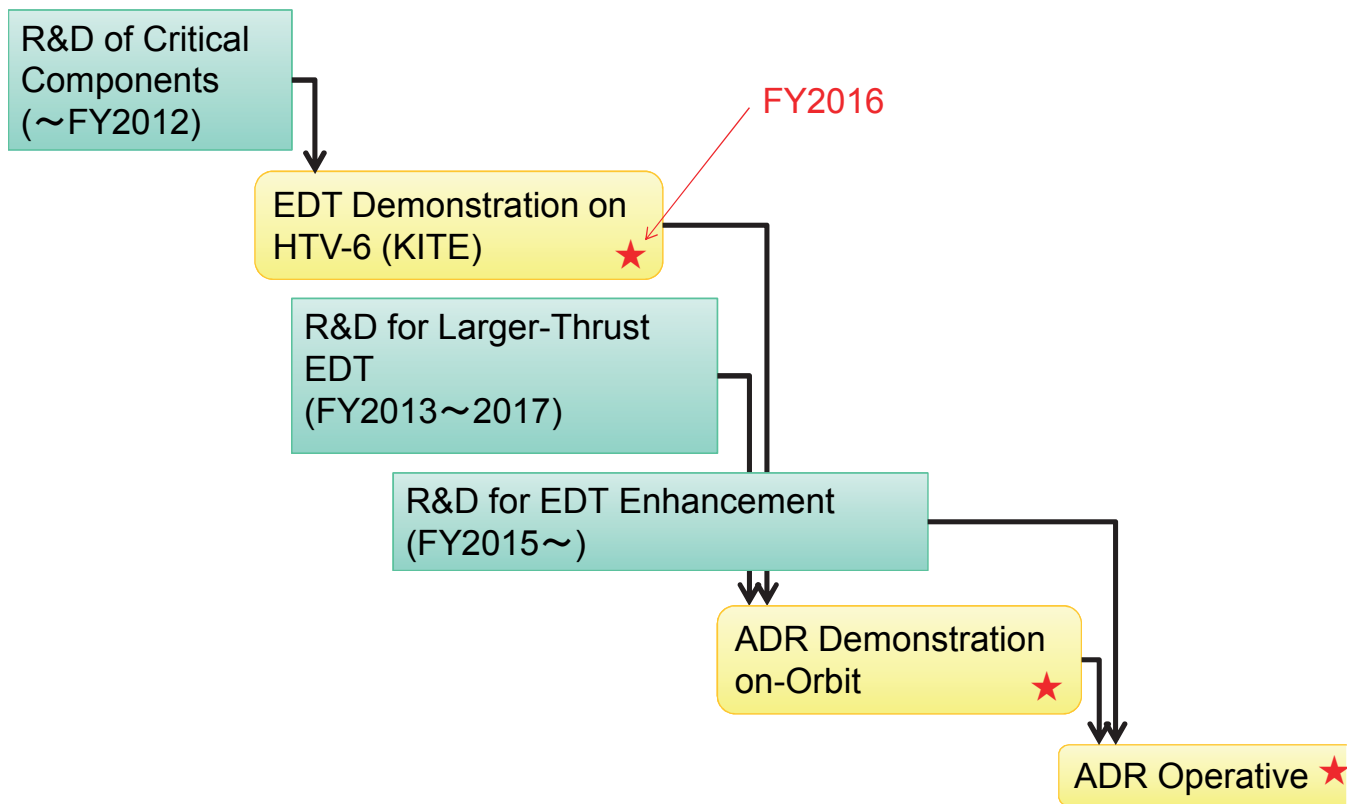 R&D of Critical
Components
(～FY2012)
FY2016
EDT Demonstration on
HTV-6 (KITE)
R&D for Larger-Thrust
EDT
(FY2013～2017)
R&D for EDT Enhancement
(FY2015～)
ADR Demonstration
on-Orbit
ADR Operative